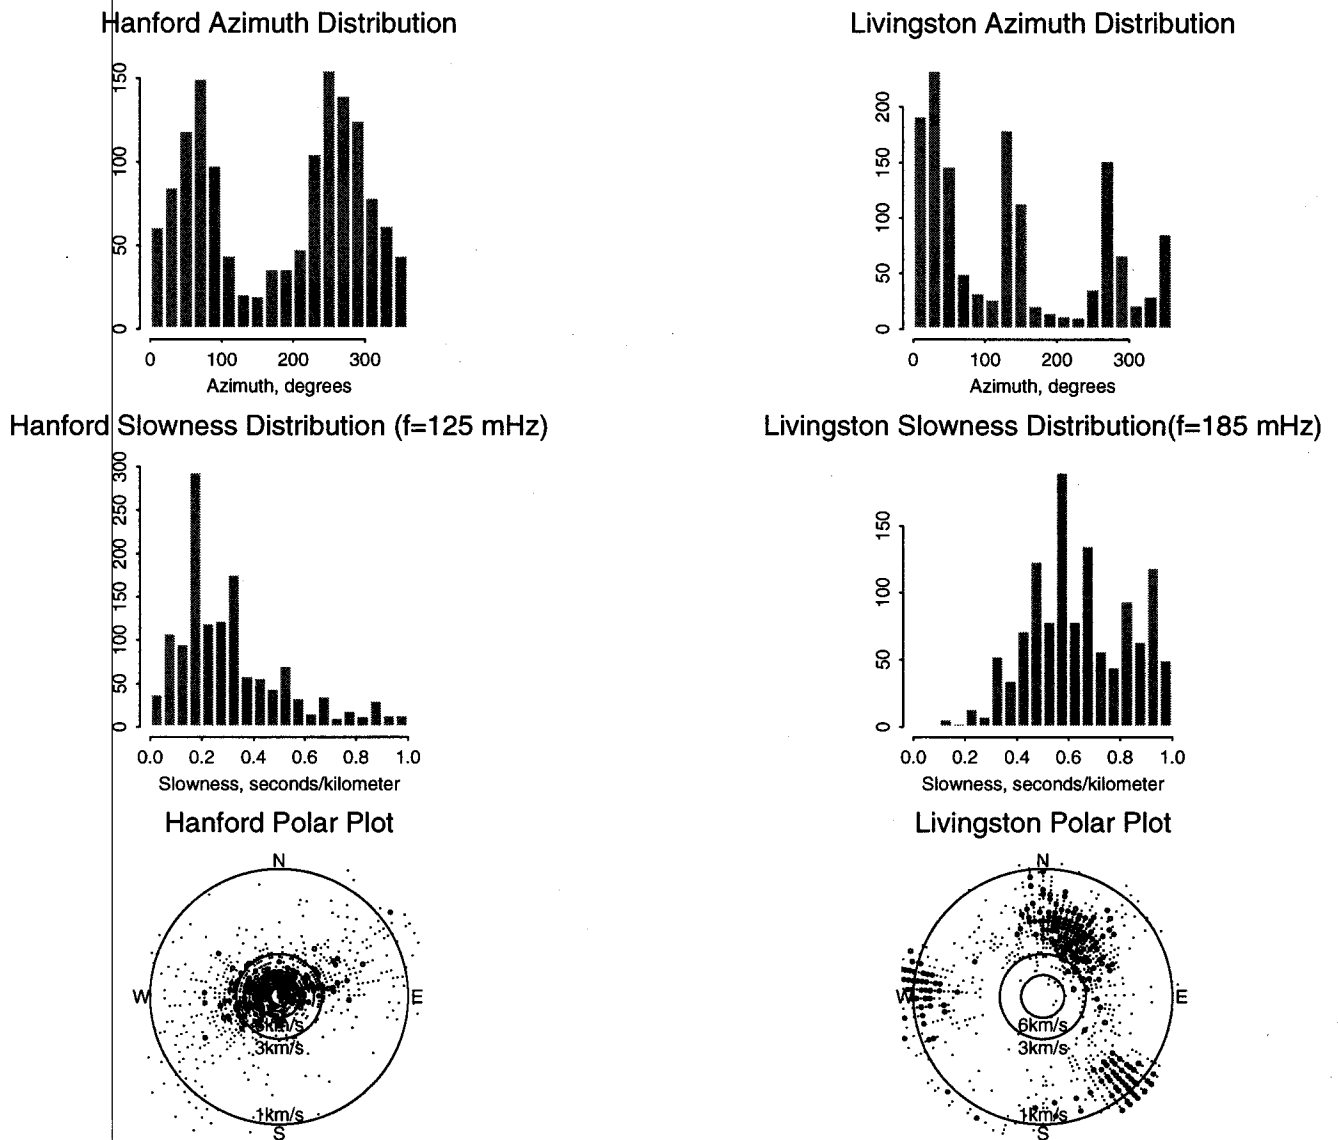 Hanford Azimuth Distribution
150
100
50
0
0 100 200 300
Azimuth, degrees
Livingston Azimuth Distribution
200
150
100
50
0
0 100 200 300
Azimuth, degrees
Hanford Slowness Distribution (f=125 mHz)
300
250
200
150
100
50
0
0.0 0.2 0.4 0.6 0.8 1.0
Slowness, seconds/kilometer
Livingston Slowness Distribution(f=185 mHz)
150
100
50
0
0.0 0.2 0.4 0.6 0.8 1.0
Slowness, seconds/kilometer
Hanford Polar Plot
N
W E
3km/s
1km/s
S
Livingston Polar Plot
N
W E
6km/s
3km/s
1km/s
S